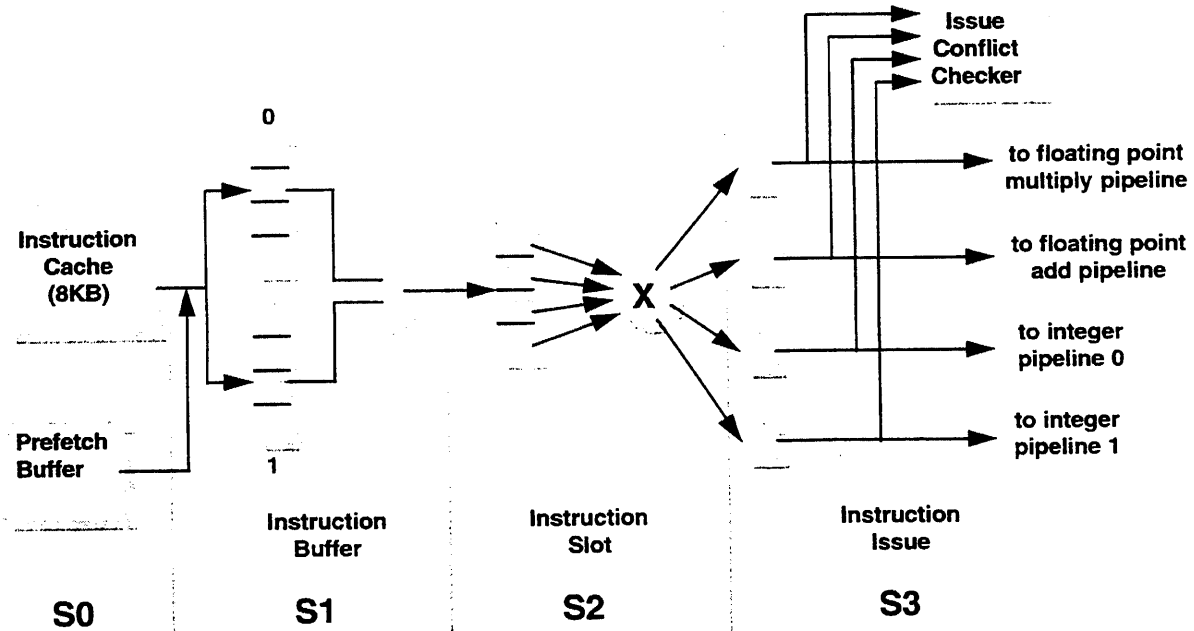 Issue
Conflict
Checker
0
to floating point
multiply pipeline
Instruction
Cache
(8KB)
to floating point
add pipeline
X
to integer
pipeline 0
Prefetch
Buffer
to integer
pipeline 1
1
Instruction
Buffer
Instruction
Slot
Instruction
Issue
S0
S1
S2
S3